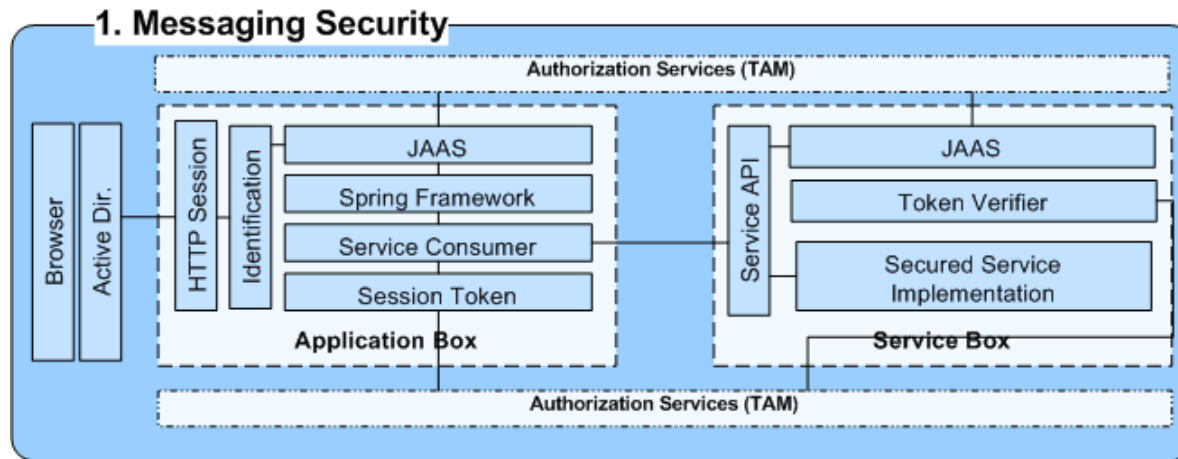 1. Messaging Security
Authorization Services (TAM)
Browser
Active Dir.
HTTP Session
Identification
JAAS
Spring Framework
Service Consumer
Session Token
Application Box
Service API
JAAS
Token Verifier
Secured Service
Implementation
Service Box
Authorization Services (TAM)